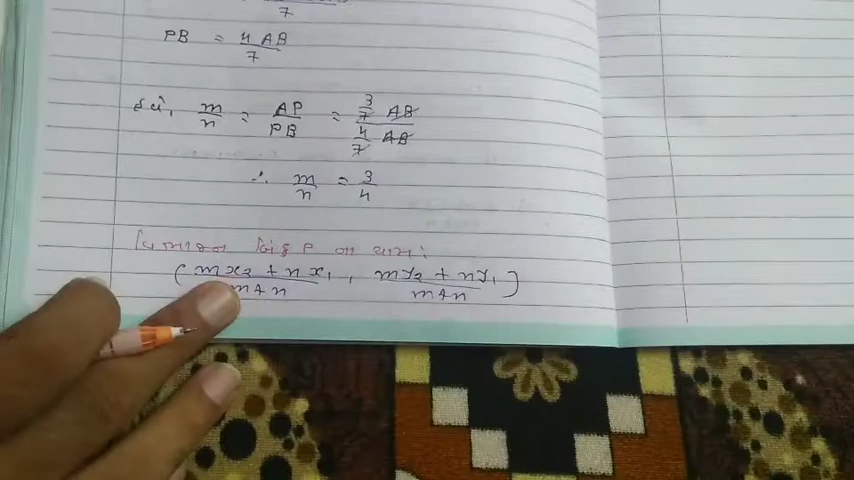 7
PB = 4 AB / 7
હવે, m/n = AP/PB = 3/7 AB / 4/7 AB
∴ m/n = 3/4
વિભાજન બિંદુ P ના યામ:
(mx₂ + nx₁ / m+n , my₂ + ny₁ / m+n)